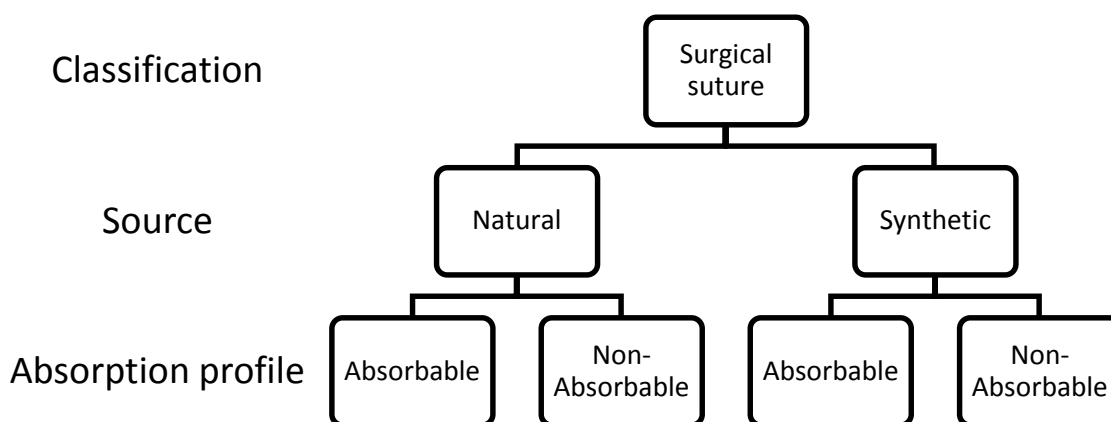 Classification
Surgical
suture
Source
Natural
Synthetic
Absorption profile
Absorbable
Non-
Absorbable
Absorbable
Non-
Absorbable